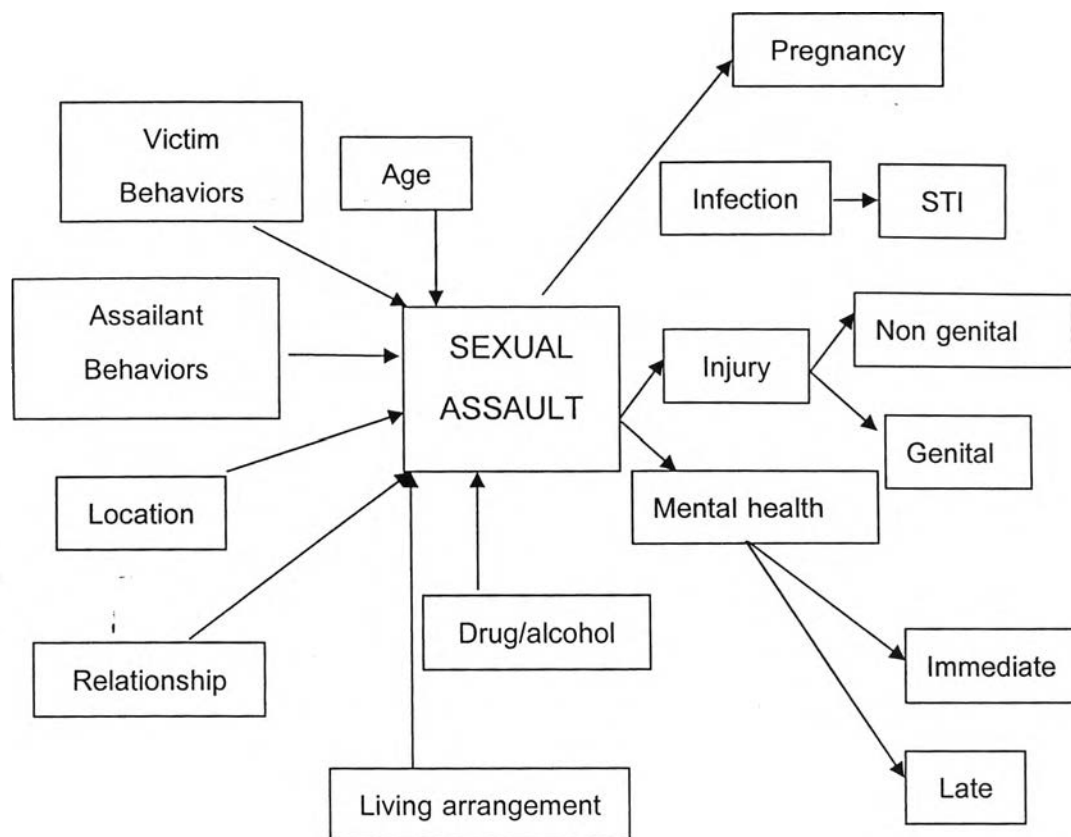 Pregnancy
Victim
Behaviors
Age
Infection
STI
Assailant
Behaviors
SEXUAL
ASSAULT
Injury
Non genital
Genital
Location
Mental health
Drug/alcohol
Relationship
Immediate
Living arrangement
Late